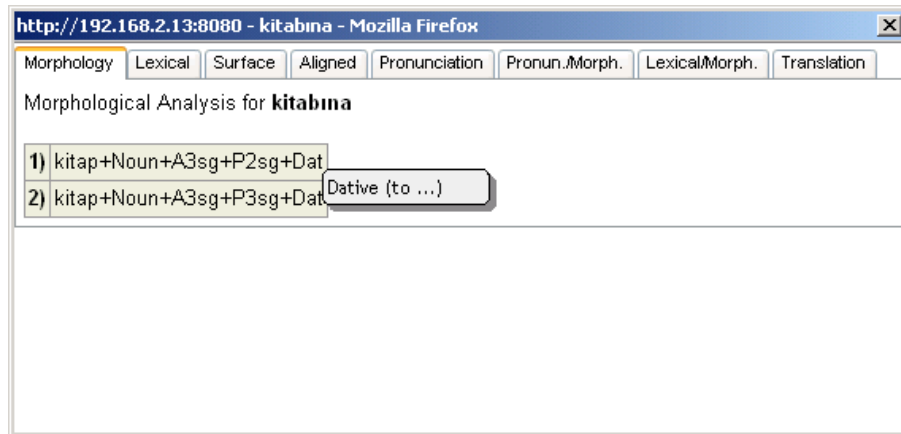 http://192.168.2.13:8080 - kitabına - Mozilla Firefox
Morphology Lexical Surface Aligned Pronunciation Pronun./Morph. Lexical/Morph. Translation
Morphological Analysis for kitabına
1) kitap+Noun+A3sg+P2sg+Dat
2) kitap+Noun+A3sg+P3sg+Dat
Dative (to ...)